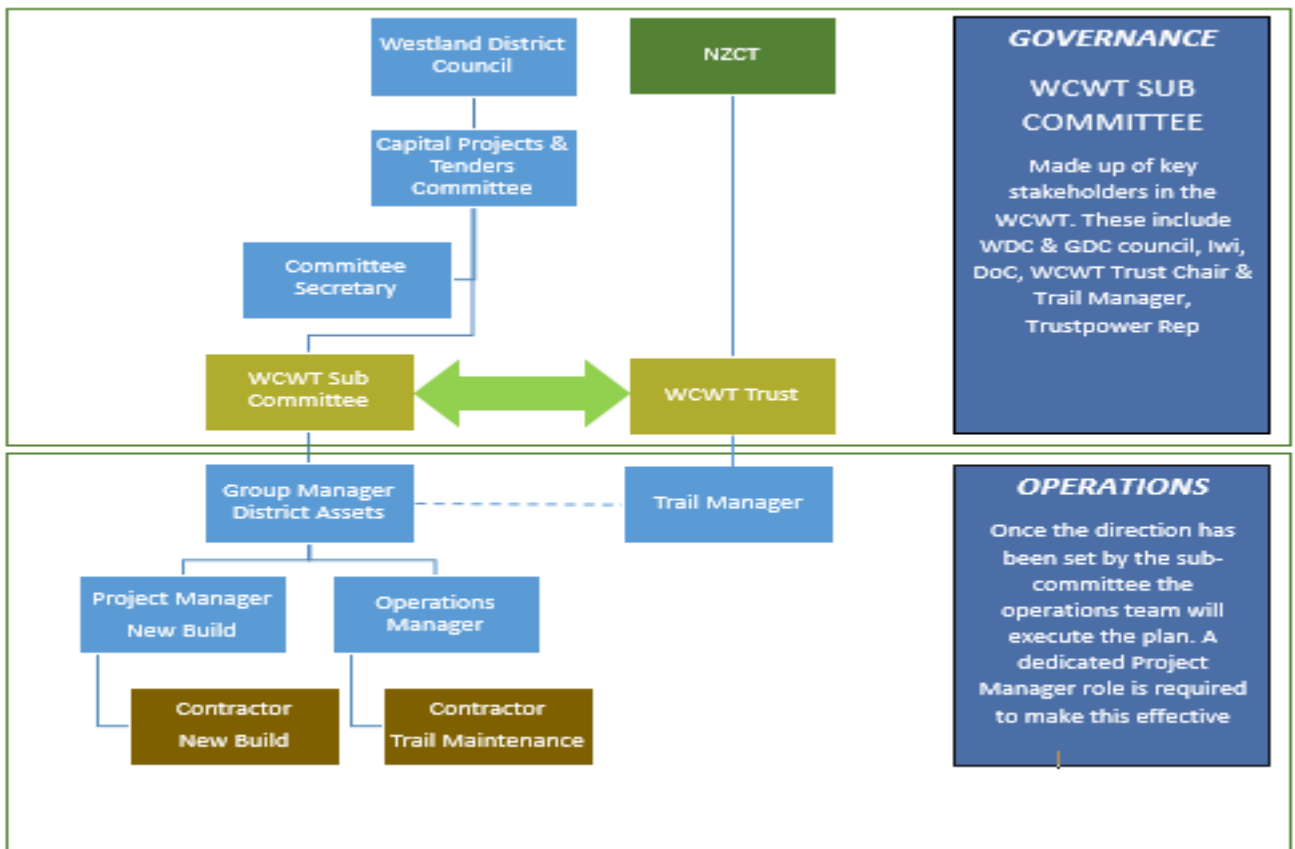 Westland District
Council
NZCT
Capital Projects &
Tenders
Committee
Committee
Secretary
WCWT Sub
Committee
WCWT Trust
GOVERNANCE
WCWT SUB
COMMITTEE
Made up of key
stakeholders in the
WCWT. These include
WDC & GDC council, Iwi,
DoC, WCWT Trust Chair &
Trail Manager,
Trustpower Rep
Group Manager
District Assets
Trail Manager
Project Manager
New Build
Operations
Manager
Contractor
New Build
Contractor
Trail Maintenance
OPERATIONS
Once the direction has
been set by the sub-
committee the
operations team will
execute the plan. A
dedicated Project
Manager role is required
to make this effective